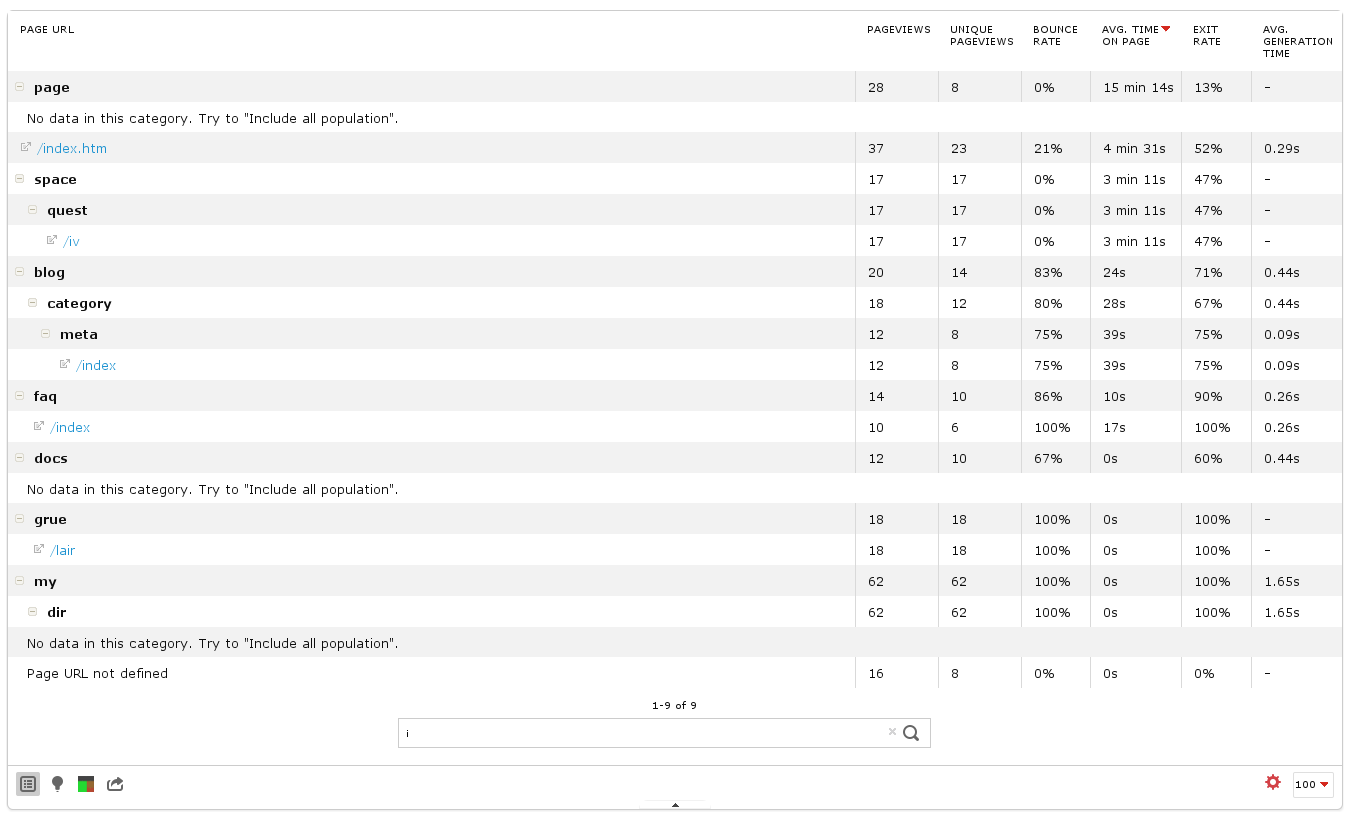 PAGE URL PAGEVIEWS UNIQUE PAGEVIEWS BOUNCE RATE AVG. TIME ON PAGE EXIT RATE AVG. GENERATION TIME
page 28 8 0% 15 min 14s 13% -
No data in this category. Try to "Include all population".
/index.htm 37 23 21% 4 min 31s 52% 0.29s
space 17 17 0% 3 min 11s 47% -
quest 17 17 0% 3 min 11s 47% -
/iv 17 17 0% 3 min 11s 47% -
blog 20 14 83% 24s 71% 0.44s
category 18 12 80% 28s 67% 0.44s
meta 12 8 75% 39s 75% 0.09s
/index 12 8 75% 39s 75% 0.09s
faq 14 10 86% 10s 90% 0.26s
/index 10 6 100% 17s 100% 0.26s
docs 12 10 67% 0s 60% 0.44s
No data in this category. Try to "Include all population".
grue 18 18 100% 0s 100% -
/lair 18 18 100% 0s 100% -
my 62 62 100% 0s 100% 1.65s
dir 62 62 100% 0s 100% 1.65s
No data in this category. Try to "Include all population".
Page URL not defined 16 8 0% 0s 0% -
1-9 of 9
i
100